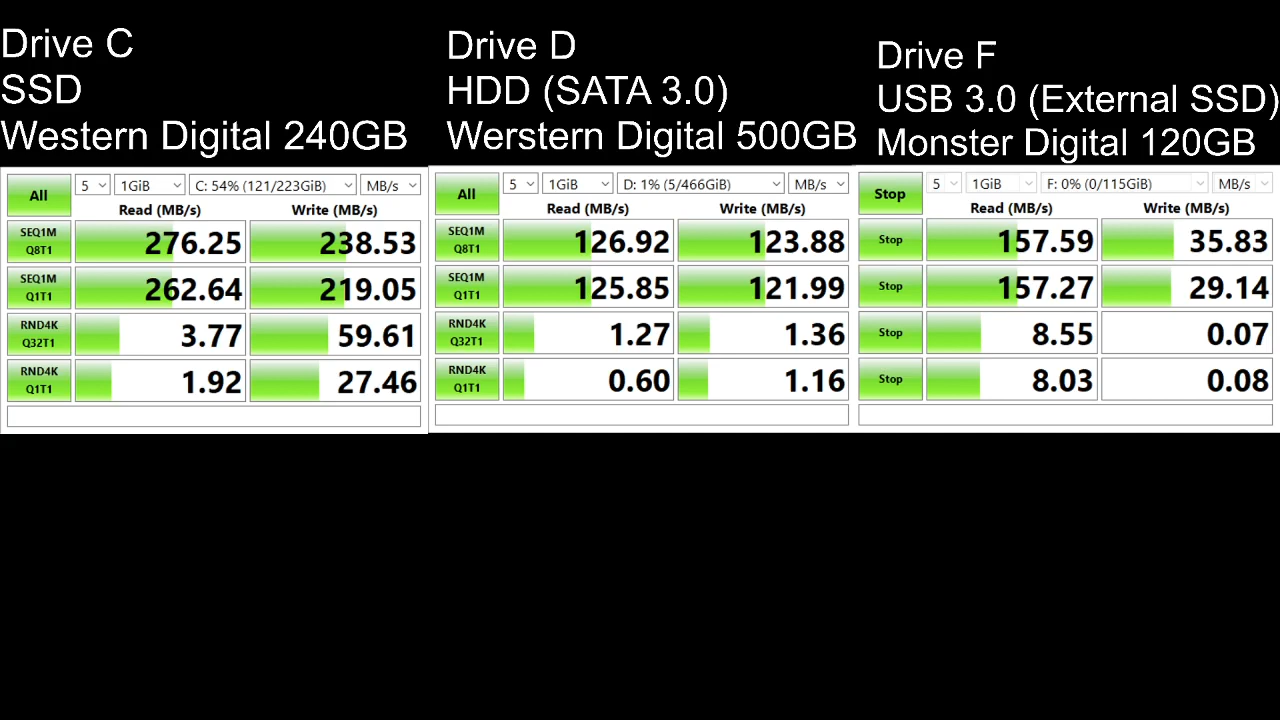 Drive C
SSD
Western Digital 240GB
All 5 1GiB C: 54% (121/223GiB) MB/s
Read (MB/s) Write (MB/s)
SEQ1M
Q8T1 276.25 238.53
SEQ1M
Q1T1 262.64 219.05
RND4K
Q32T1 3.77 59.61
RND4K
Q1T1 1.92 27.46
Drive D
HDD (SATA 3.0)
Werstern Digital 500GB
All 5 1GiB D: 1% (5/466GiB) MB/s
Read (MB/s) Write (MB/s)
SEQ1M
Q8T1 126.92 123.88
SEQ1M
Q1T1 125.85 121.99
RND4K
Q32T1 1.27 1.36
RND4K
Q1T1 0.60 1.16
Drive F
USB 3.0 (External SSD)
Monster Digital 120GB
Stop 5 1GiB F: 0% (0/115GiB) MB/s
Read (MB/s) Write (MB/s)
Stop 157.59 35.83
Stop 157.27 29.14
Stop 8.55 0.07
Stop 8.03 0.08